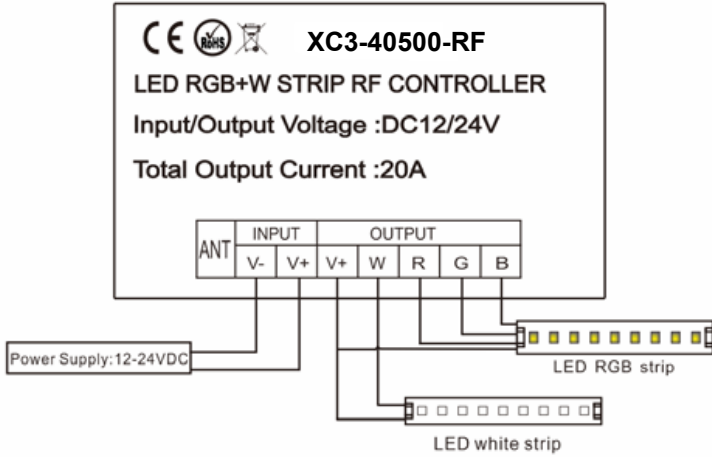 CE RoHS XC3-40500-RF
LED RGB+W STRIP RF CONTROLLER
Input/Output Voltage :DC12/24V
Total Output Current :20A
ANT
INPUT OUTPUT
V- V+ V+ W R G B
Power Supply:12-24VDC
LED RGB strip
LED white strip